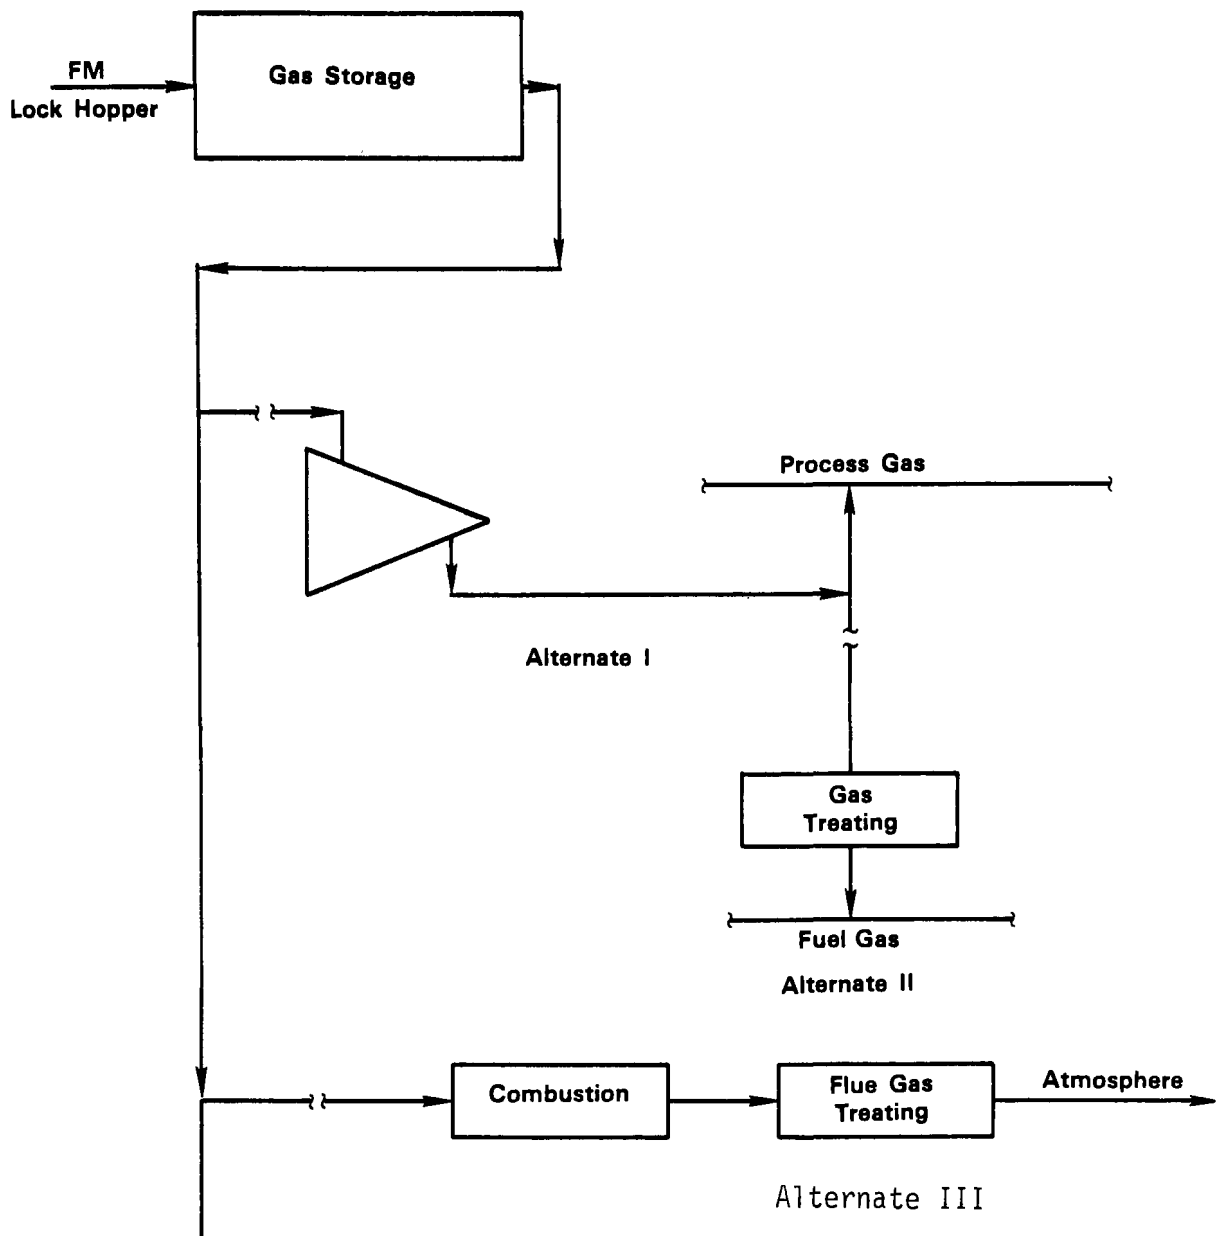 FM
Lock Hopper
Gas Storage
Process Gas
Alternate I
Gas
Treating
Fuel Gas
Alternate II
Combustion
Flue Gas
Treating
Atmosphere
Alternate III